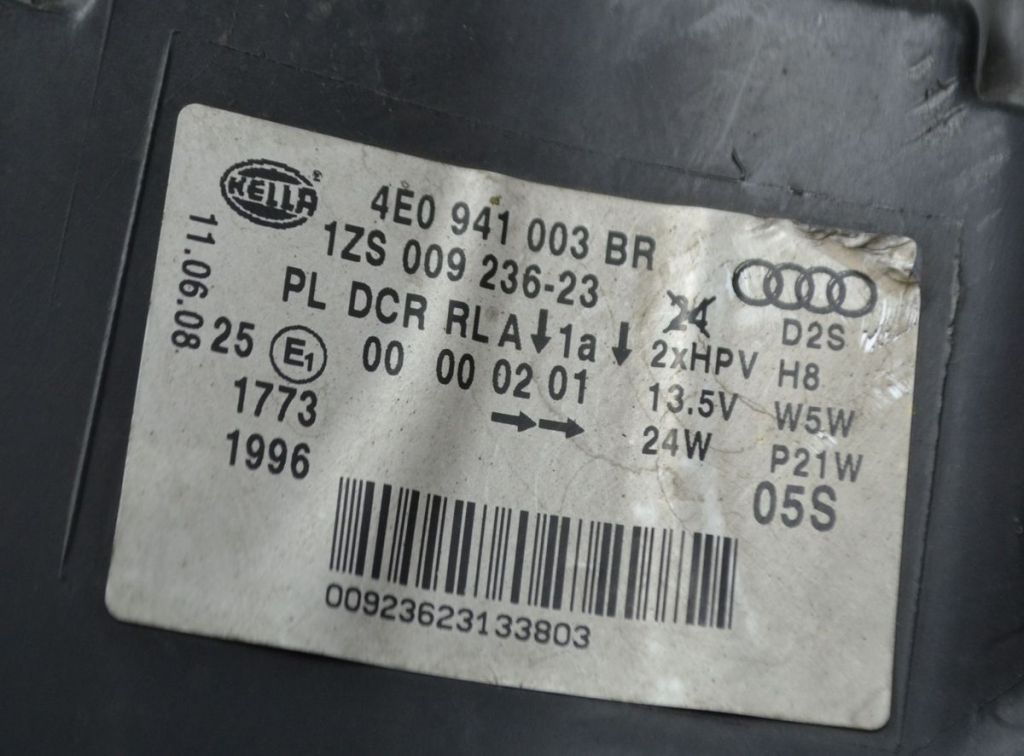 HELLA
4E0 941 003 BR
1ZS 009 236-23
11.06.08
PL DCR RL A ↓ 1a ↓ 24 D2S
25 E1 00 00 02 01 2xHPV H8
1773 → → 13.5V W5W
1996 24W P21W
05S
00923623133803